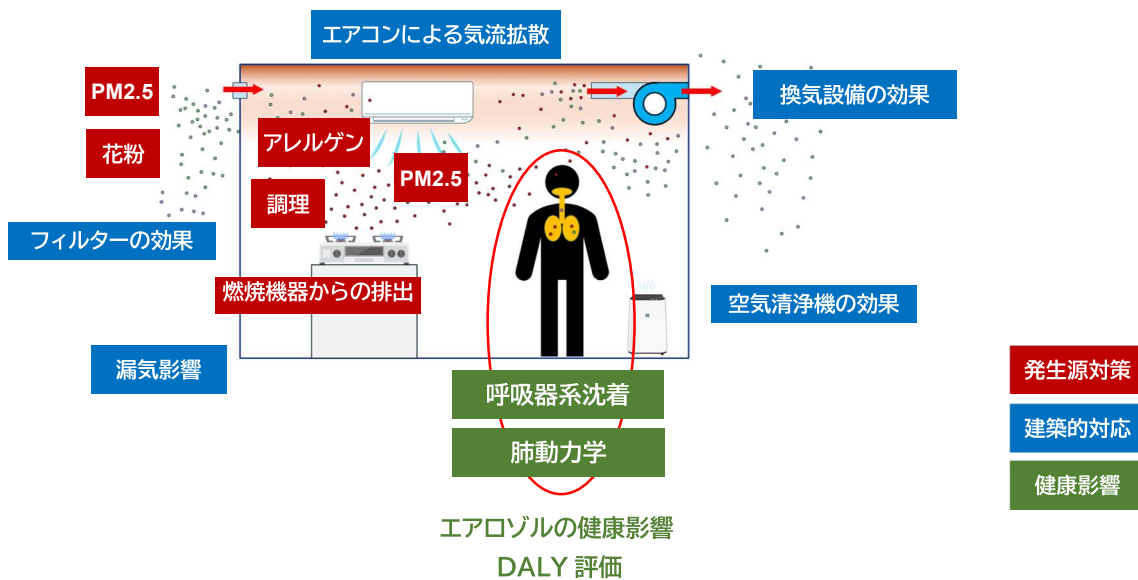 エアコンによる気流拡散
PM2.5
換気設備の効果
花粉
アレルゲン
PM2.5
調理
フィルターの効果
燃焼機器からの排出
空気清浄機の効果
漏気影響
発生源対策
呼吸器系沈着
建築的対応
肺動力学
健康影響
エアロゾルの健康影響
DALY 評価